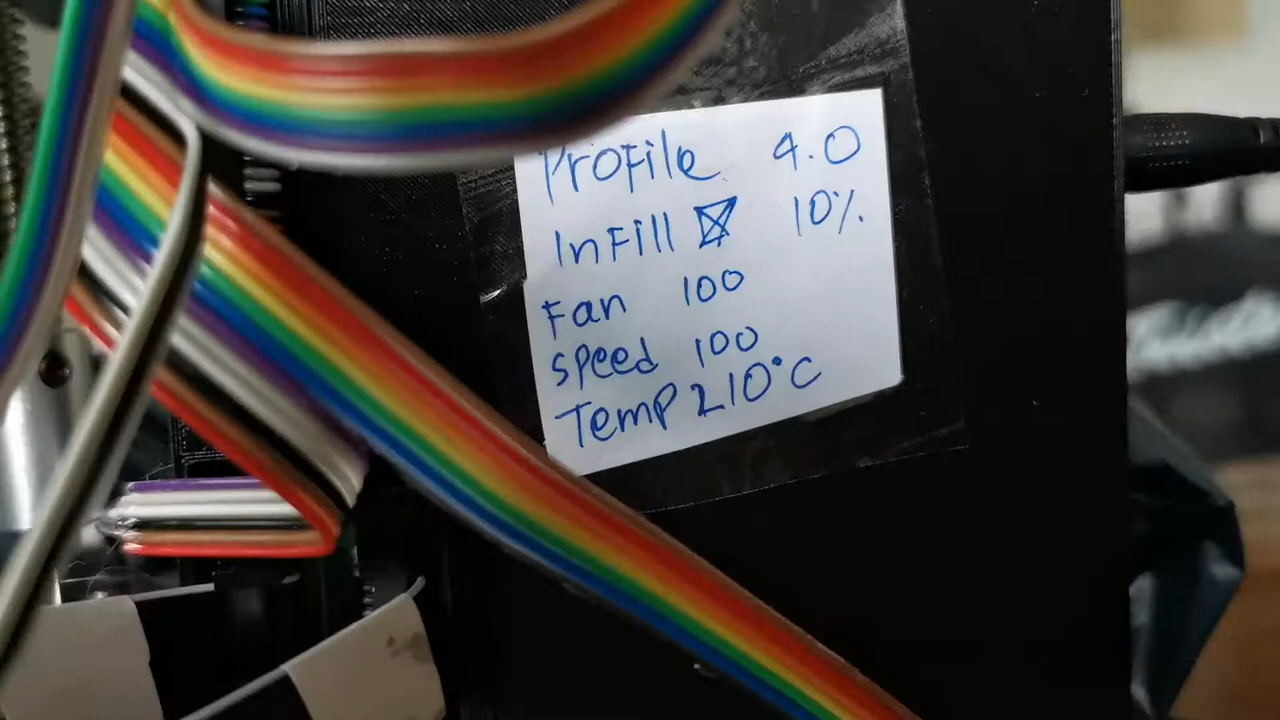 Profile 4.0
InFill 10%
Fan 100
speed 100
Temp 210°C